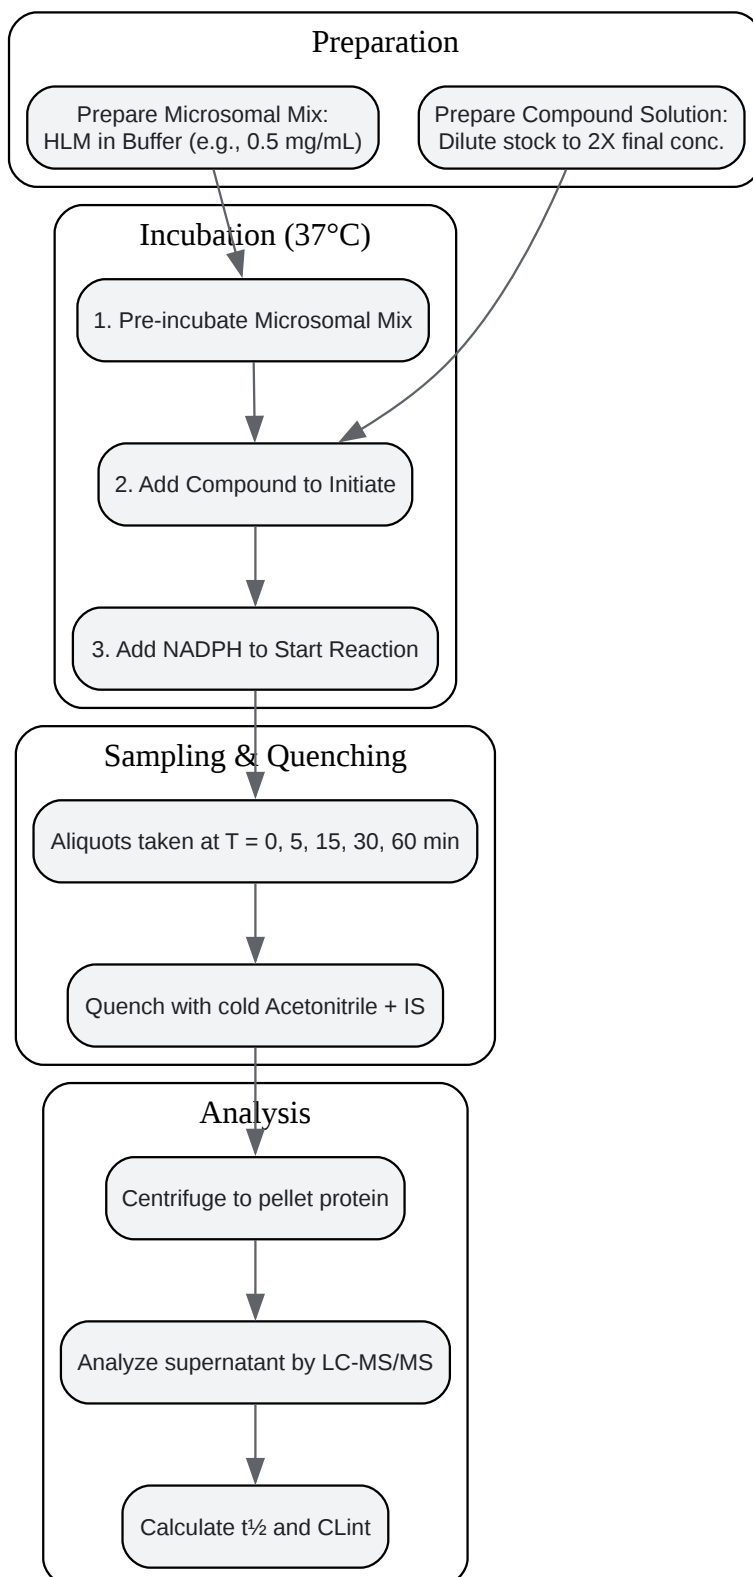 Preparation
Prepare Microsomal Mix:
HLM in Buffer (e.g., 0.5 mg/mL)
Prepare Compound Solution:
Dilute stock to 2X final conc.
Incubation (37°C)
1. Pre-incubate Microsomal Mix
2. Add Compound to Initiate
3. Add NADPH to Start Reaction
Sampling & Quenching
Aliquots taken at T = 0, 5, 15, 30, 60 min
Quench with cold Acetonitrile + IS
Analysis
Centrifuge to pellet protein
Analyze supernatant by LC-MS/MS
Calculate t½ and CLint